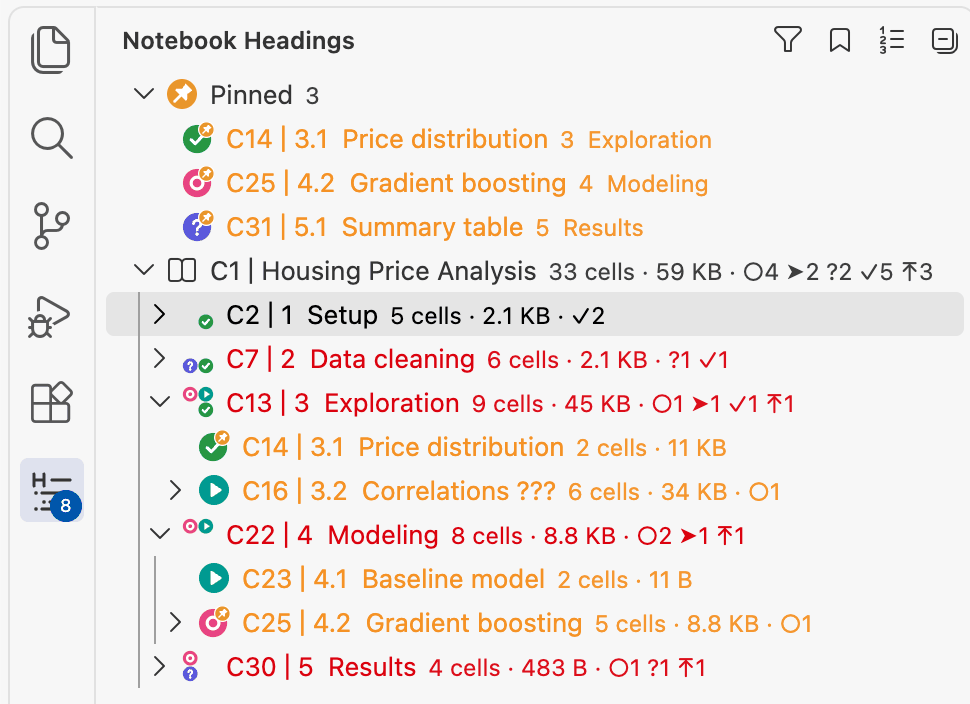 Notebook Headings
Pinned 3
C14 | 3.1 Price distribution 3 Exploration
C25 | 4.2 Gradient boosting 4 Modeling
C31 | 5.1 Summary table 5 Results
C1 | Housing Price Analysis 33 cells · 59 KB · ○4 ➤2 ?2 ✓5 ⤒3
C2 | 1 Setup 5 cells · 2.1 KB · ✓2
C7 | 2 Data cleaning 6 cells · 2.1 KB · ?1 ✓1
C13 | 3 Exploration 9 cells · 45 KB · ○1 ➤1 ✓1 ⤒1
C14 | 3.1 Price distribution 2 cells · 11 KB
C16 | 3.2 Correlations ??? 6 cells · 34 KB · ○1
H
8
C22 | 4 Modeling 8 cells · 8.8 KB · ○2 ➤1 ⤒1
C23 | 4.1 Baseline model 2 cells · 11 B
C25 | 4.2 Gradient boosting 5 cells · 8.8 KB · ○1
C30 | 5 Results 4 cells · 483 B · ○1 ?1 ⤒1